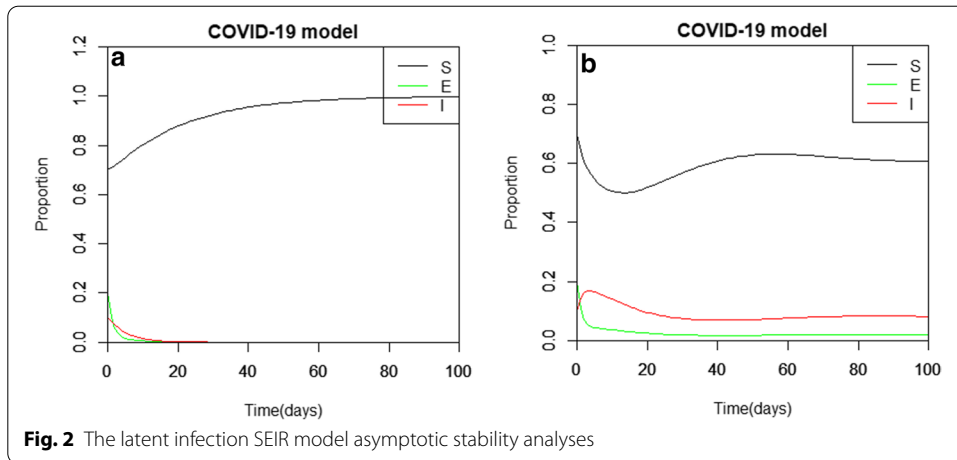 COVID-19 model
a
S
E
I
Proportion
1.2
1.0
0.8
0.6
0.4
0.2
0.0
0 20 40 60 80 100
Time(days)
COVID-19 model
b
S
E
I
Proportion
1.0
0.8
0.6
0.4
0.2
0.0
0 20 40 60 80 100
Time(days)
Fig. 2 The latent infection SEIR model asymptotic stability analyses